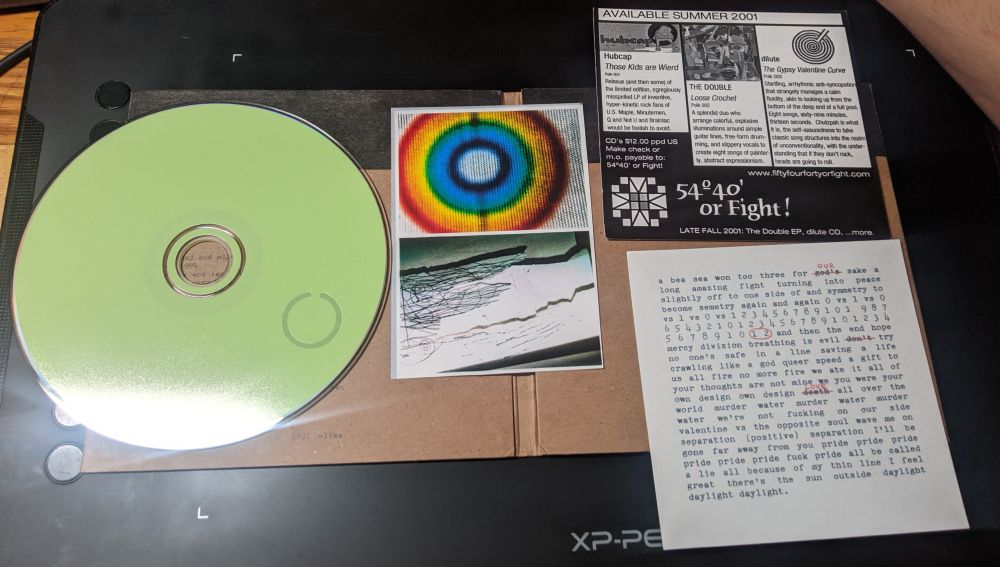 AVAILABLE SUMMER 2001
hubcap
Hubcap
Those Kids are Wierd
Polk 001
Reissue (and then some) of
the limited edition, egregiously
misspelled LP of inventive,
hyper-kinetic rock fans of
U.S. Maple, Minutemen,
Q and Not U and Brainiac
would be foolish to avoid.
THE DOUBLE
Loose Crochet
Polk 002
A splendid duo who
arrange colorful, explosive
illuminations around simple
guitar lines, free-form drum-
ming, and slippery vocals to
create eight songs of painter-
ly, abstract expressionism.
dilute
The Gypsy Valentine Curve
Polk 003
Startling, arrhythmic anti-syncopation
that strangely manages a calm
fluidity, akin to looking up from the
bottom of the deep end of a full pool.
Eight songs, sixty-nine minutes,
thirteen seconds. Chutzpah is what
it is, the self-assuredness to take
classic song structures into the realm
of unconventionality, with the under-
standing that if they don't rock,
heads are going to roll.
CD's $12.00 ppd US
Make check or
m.o. payable to:
54º40' or Fight!
www.fiftyfourfortyorfight.com
54º40'
or Fight!
LATE FALL 2001: The Double EP, dilute CD, ...more.
OUR
a bea sea won too three for god's sake a
long amazing fight turning into peace
slightly off to one side of and symmetry to
become semetry again and again 0 vs 1 vs 0
vs 1 vs 0 vs 1 2 3 4 5 6 7 8 9 10 1 9 8 7
6 5 4 3 2 1 0 1 2 3 4 5 6 7 8 9 10 1 2 3 4
5 6 7 8 9 1 0 1 2 and then the end hope
mercy division breathing is evil don't try
no one's safe in a line saving a life
crawling like a god queer speed a gift to
us all fire no more fire we ate it all of
your thoughts are not mine we you were your
LOVE
own design own design death all over the
world murder water murder water murder
water we're not fucking on our side
valentine vs the opposite soul wave me on
separation (positive) separation I'll be
gone far away from you pride pride pride
pride pride pride fuck pride all be called
a lie all because of my thin line I feel
great there's the sun outside daylight
daylight daylight.
XP-PE